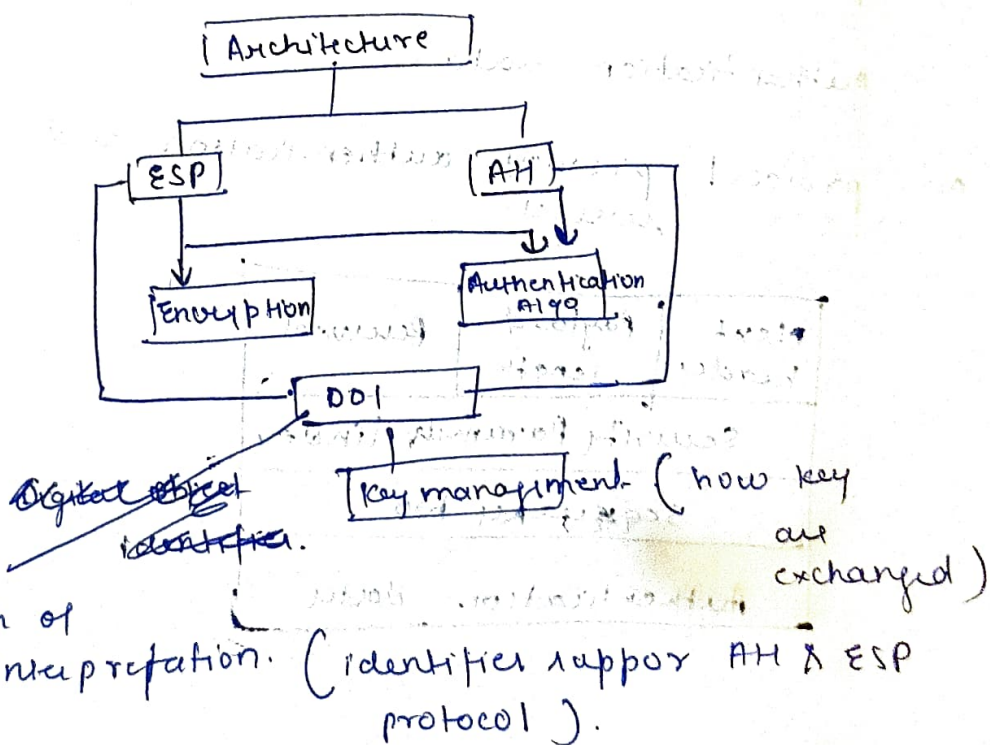 Architecture
ESP
AH
Encryption
Authentication
Algo
DOI
Digital object
identifier.
Key management (how key
are
exchanged)
n of
nterpretation. (identifies suppor AH & ESP
protocol).